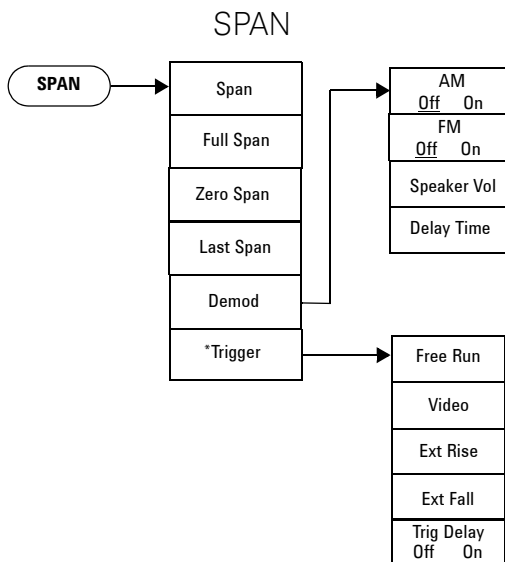 SPAN
SPAN
Span
Full Span
Zero Span
Last Span
Demod
*Trigger
AM
Off On
FM
Off On
Speaker Vol
Delay Time
Free Run
Video
Ext Rise
Ext Fall
Trig Delay
Off On